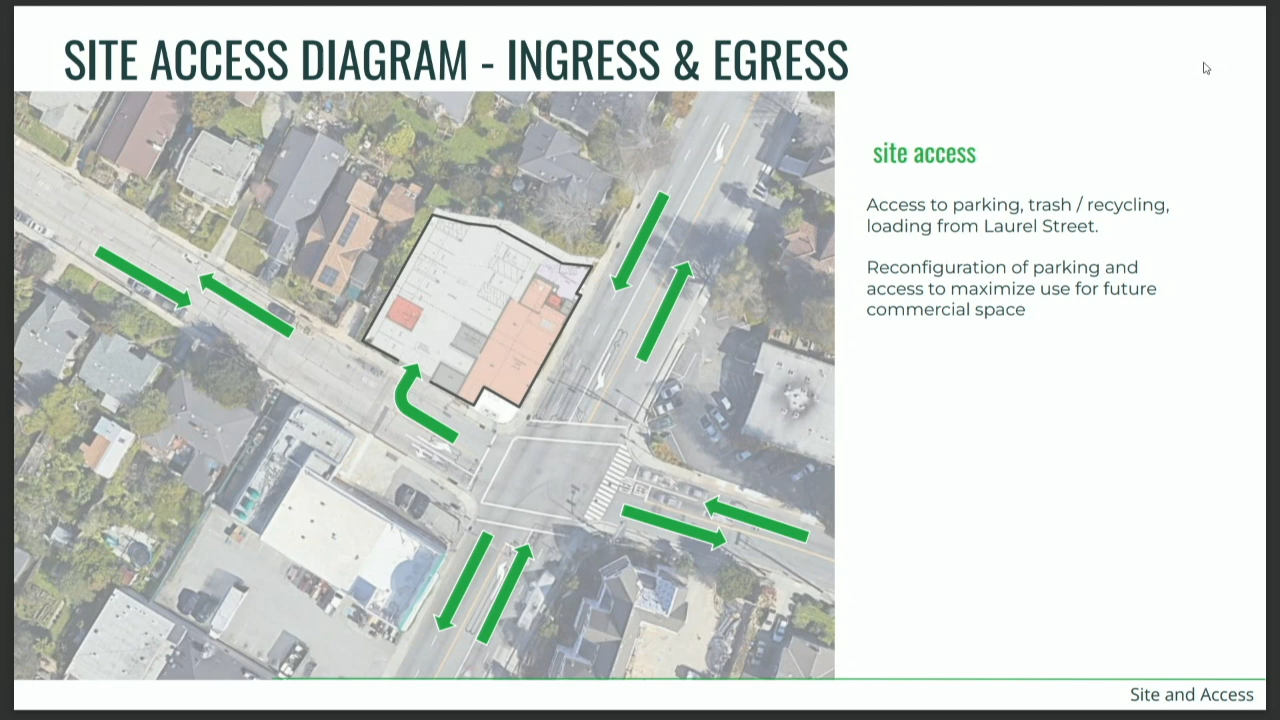 SITE ACCESS DIAGRAM - INGRESS & EGRESS
site access
Access to parking, trash / recycling,
loading from Laurel Street.
Reconfiguration of parking and
access to maximize use for future
commercial space
Site and Access